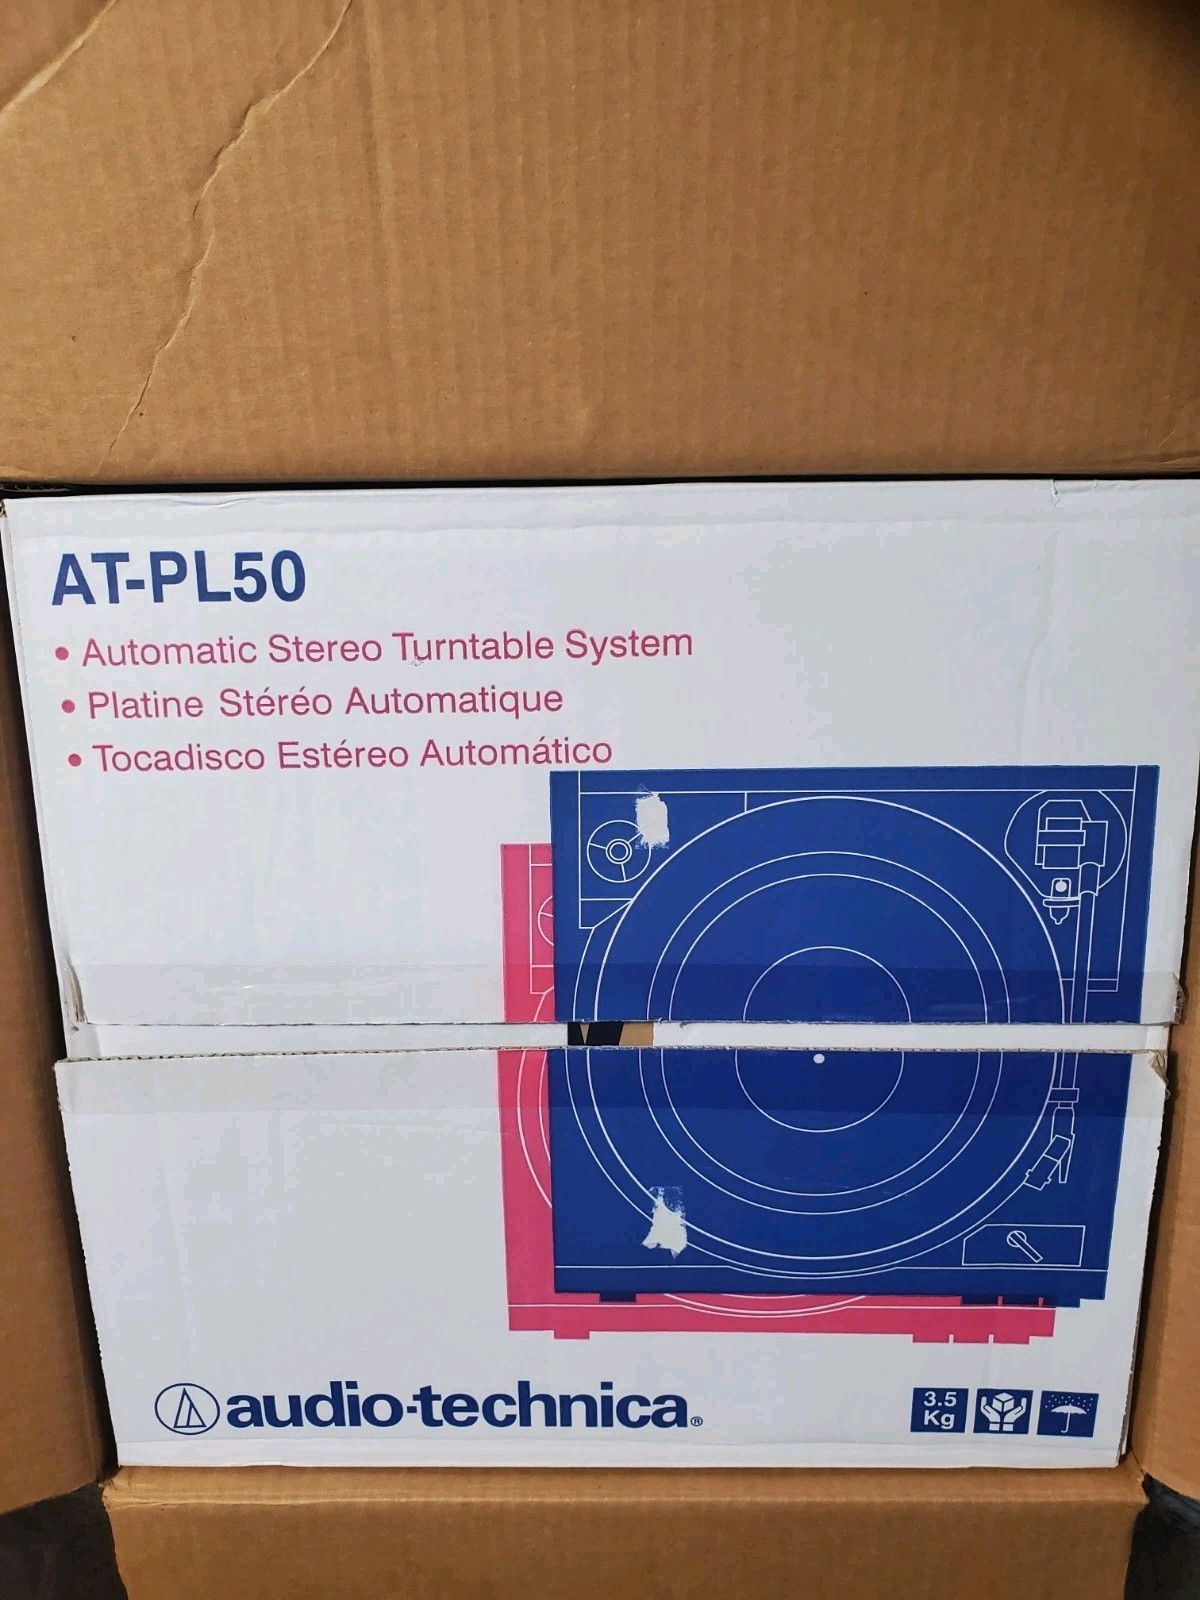 AT-PL50
• Automatic Stereo Turntable System
• Platine Stéréo Automatique
• Tocadisco Estéreo Automático
audio-technica®
3.5
Kg